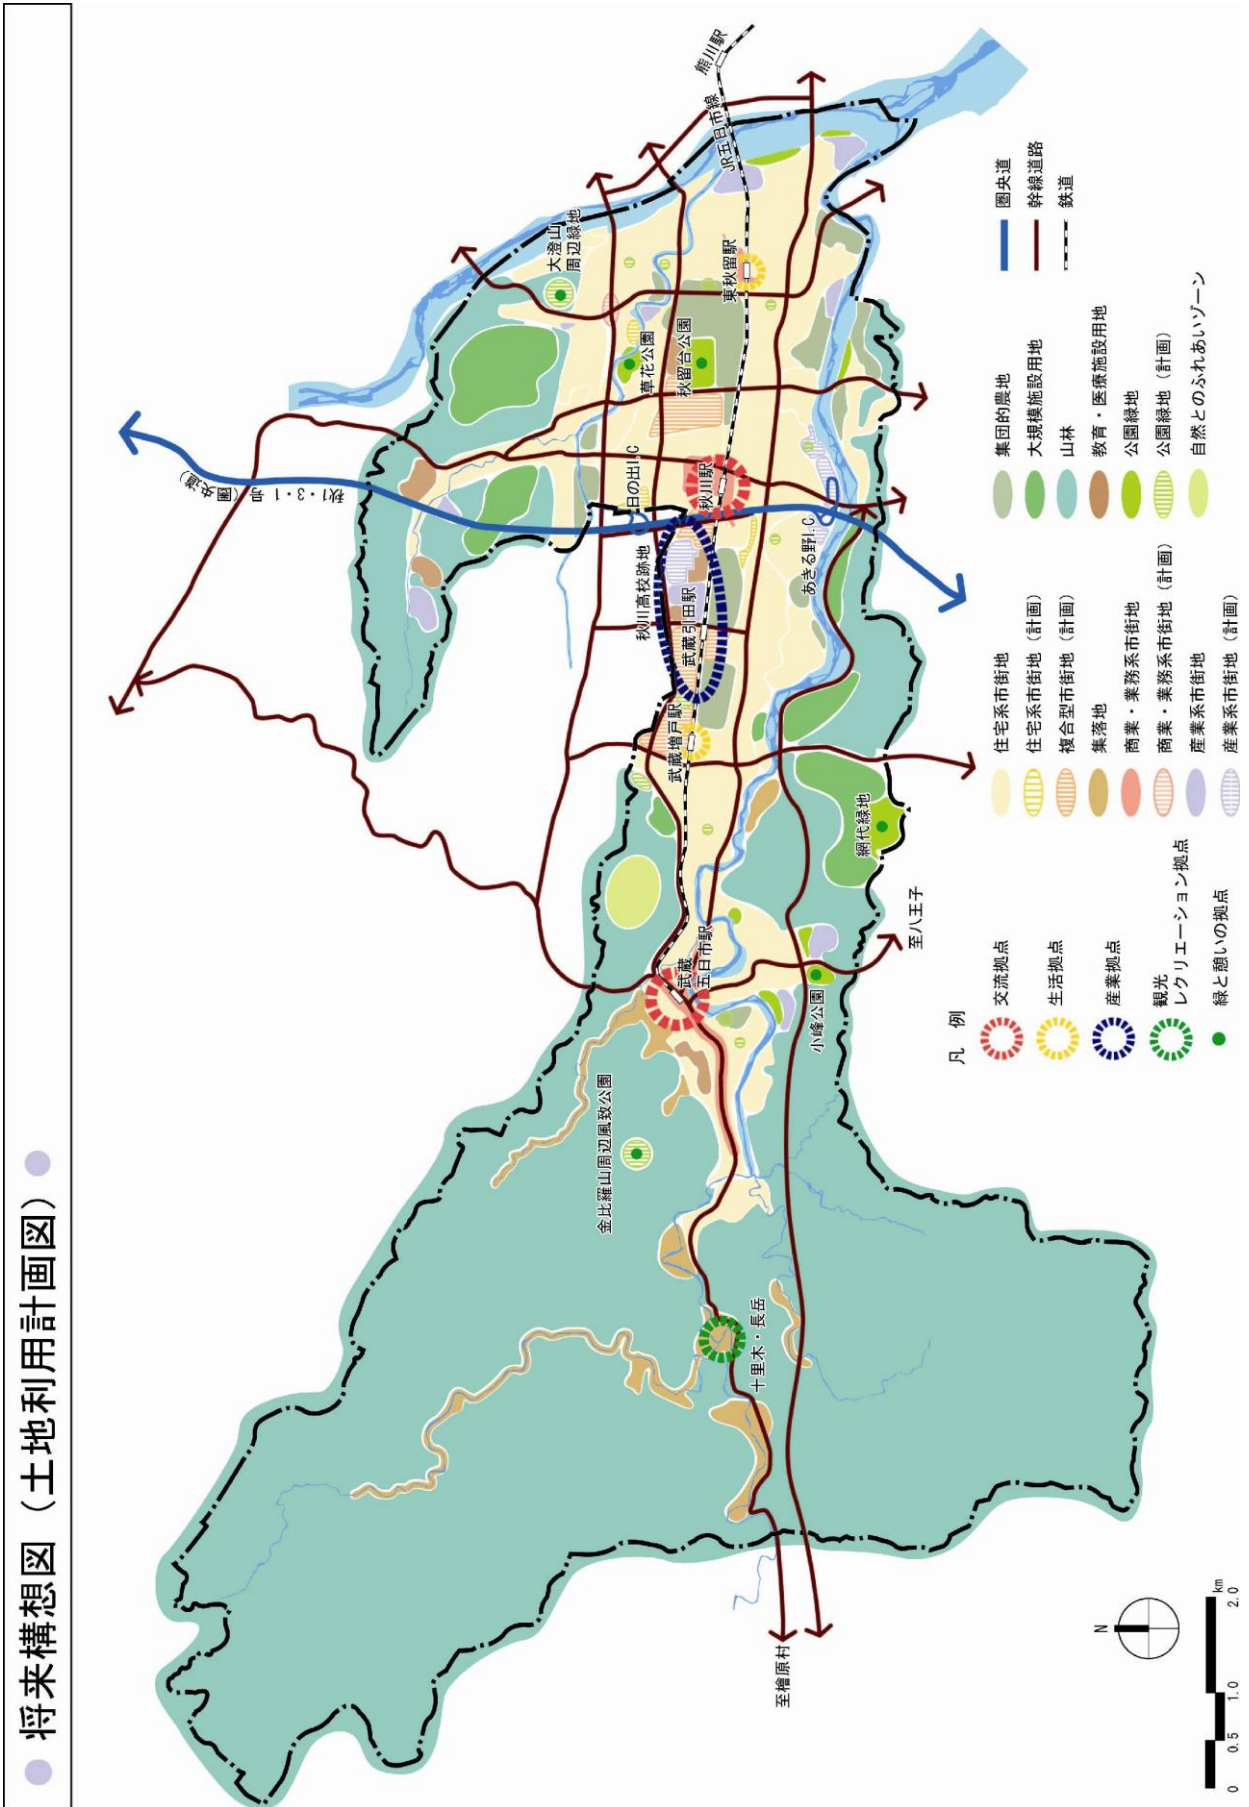 ● 将来構想図（土地利用計画図）●
大澄山
周辺緑地
熊川駅
JR五日市線
東秋留駅
草花公園
秋留台公園
秋1・3・1号（圏央道）
日の出I.C
秋川駅
秋川高校跡地
武蔵引田駅
あきる野I.C
武蔵増戸駅
網代緑地
武蔵
五日市駅
至八王子
小峰公園
金比羅山周辺風致公園
十里木・長岳
至檜原村
凡　例
交流拠点
生活拠点
産業拠点
観光
レクリエーション拠点
緑と憩いの拠点
住宅系市街地
住宅系市街地（計画）
複合型市街地（計画）
集落地
商業・業務系市街地
商業・業務系市街地（計画）
産業系市街地
産業系市街地（計画）
集団的農地
大規模施設用地
山林
教育・医療施設用地
公園緑地
公園緑地（計画）
自然とのふれあいゾーン
圏央道
幹線道路
鉄道
N
0 0.5 1.0 2.0
km